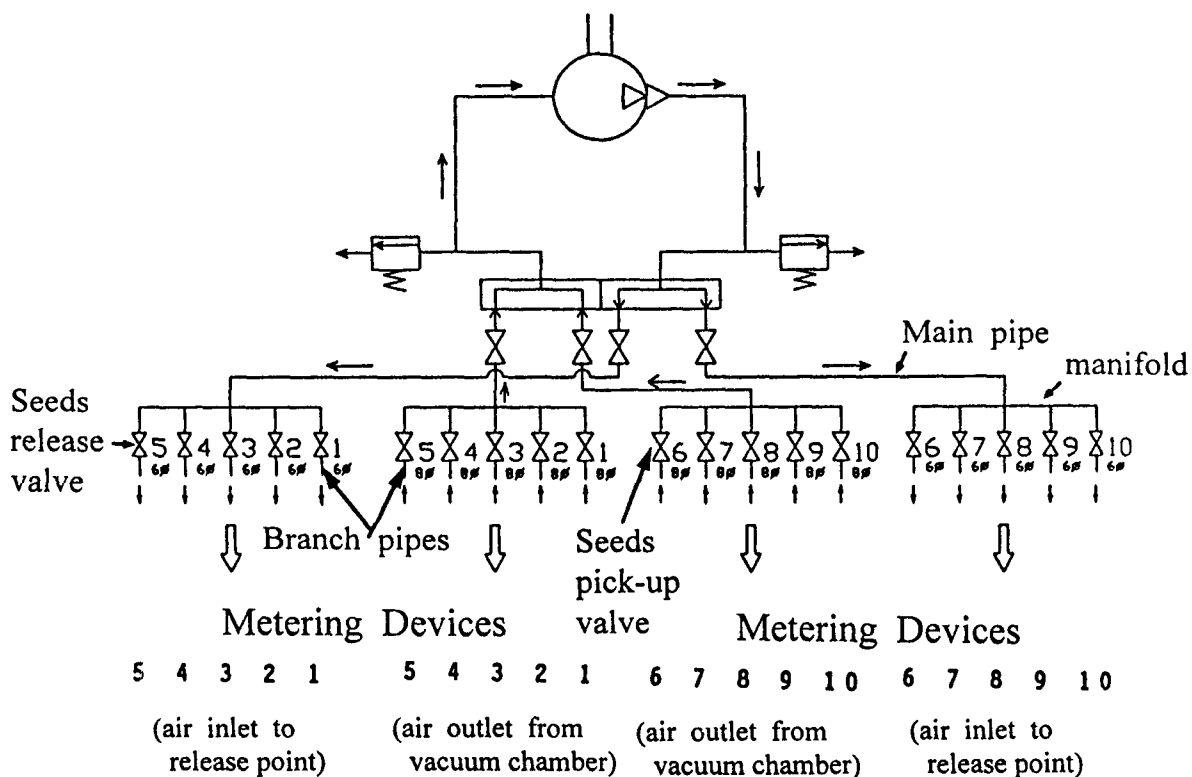 Main pipe
manifold
Seeds
release
valve
5 4 3 2 1
6ø 6ø 6ø 6ø 6ø
5 4 3 2 1
8ø 8ø 8ø 8ø 8ø
6 7 8 9 10
8ø 8ø 8ø 8ø 8ø
6 7 8 9 10
6ø 6ø 6ø 6ø 6ø
Branch pipes
Seeds
pick-up
valve
Metering Devices
Metering Devices
5 4 3 2 1
5 4 3 2 1
6 7 8 9 10
6 7 8 9 10
(air inlet to
release point)
(air outlet from
vacuum chamber)
(air outlet from
vacuum chamber)
(air inlet to
release point)